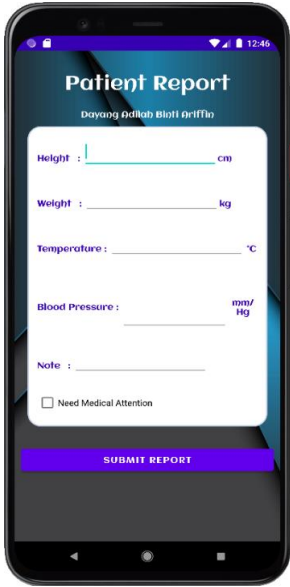 12:46
Patient Report
Dayang Adilah Binti Ariffin
Height : cm
Weight : kg
Temperature : °C
Blood Pressure : mm/
Hg
Note :
Need Medical Attention
SUBMIT REPORT